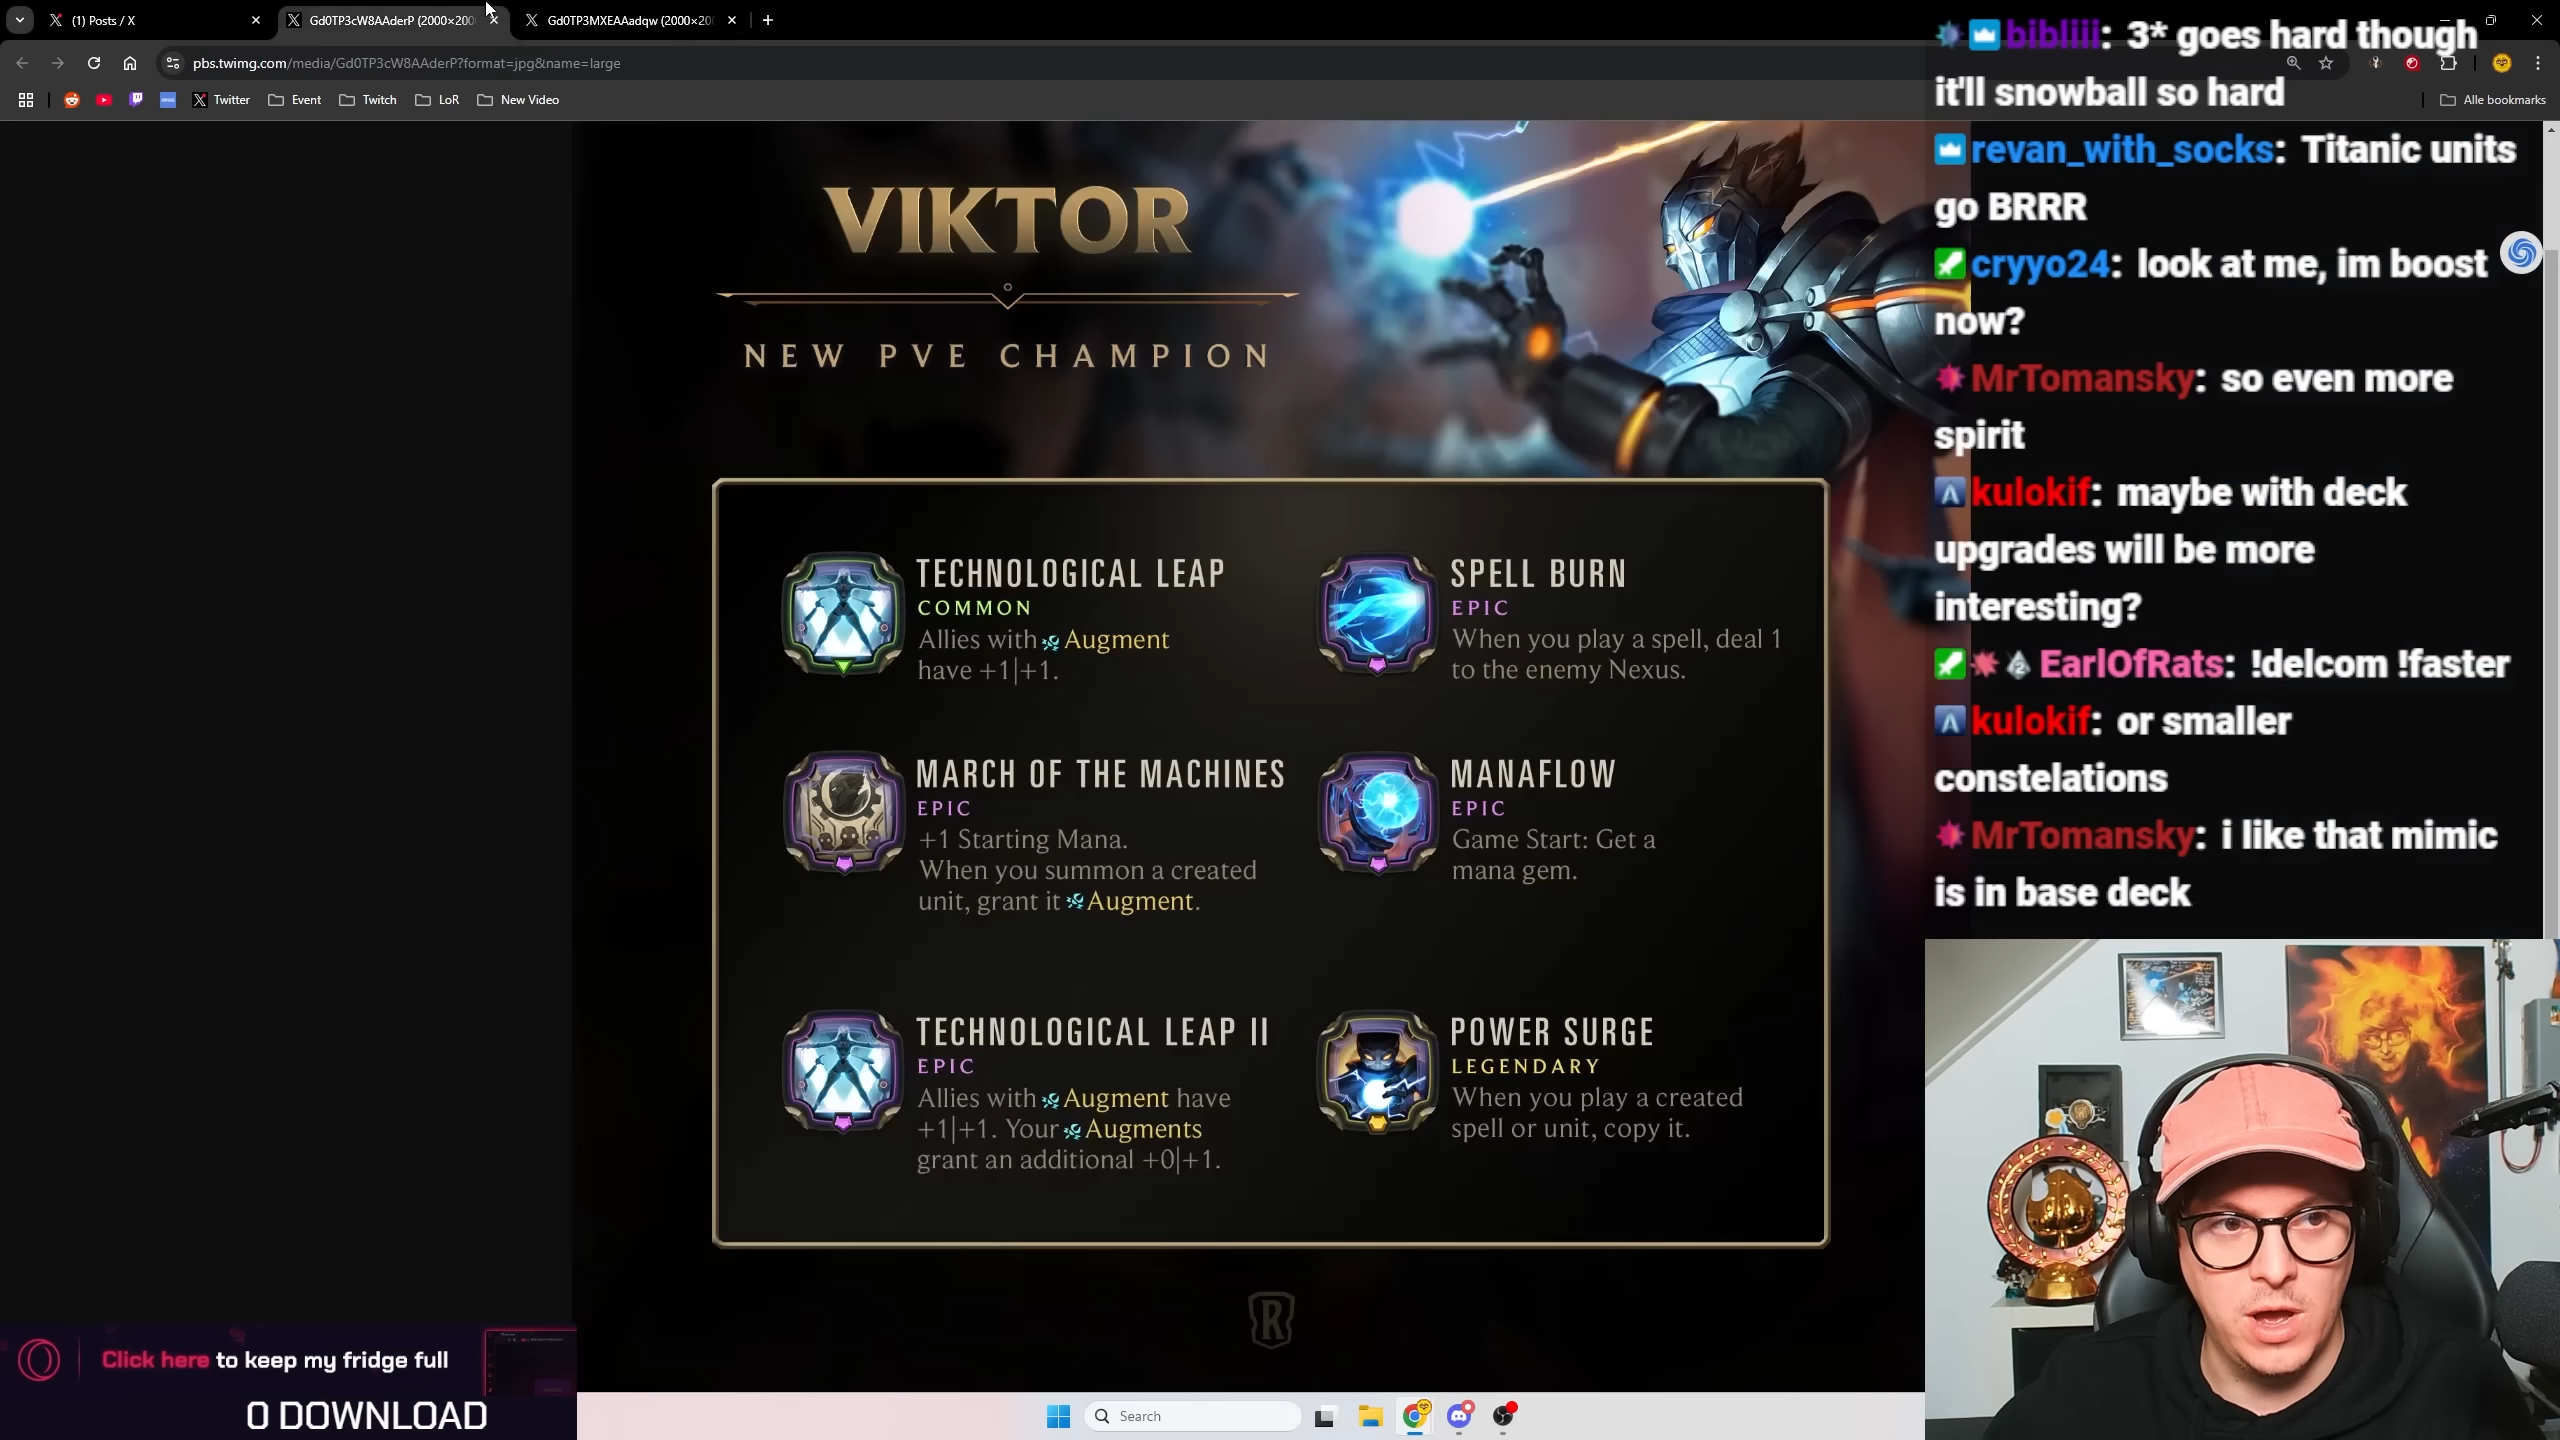 (1) Posts / X
Gd0TP3cW8AAderP (2000×200
Gd0TP3MXEAAadqw (2000×20
pbs.twimg.com/media/Gd0TP3cW8AAderP?format=jpg&name=large
Twitter
Event
Twitch
LoR
New Video
Alle bookmarks
VIKTOR
NEW PVE CHAMPION
TECHNOLOGICAL LEAP
COMMON
Allies with Augment
have +1|+1.
SPELL BURN
EPIC
When you play a spell, deal 1
to the enemy Nexus.
MARCH OF THE MACHINES
EPIC
+1 Starting Mana.
When you summon a created
unit, grant it Augment.
MANAFLOW
EPIC
Game Start: Get a
mana gem.
TECHNOLOGICAL LEAP II
EPIC
Allies with Augment have
+1|+1. Your Augments
grant an additional +0|+1.
POWER SURGE
LEGENDARY
When you play a created
spell or unit, copy it.
bibliii: 3* goes hard though
it'll snowball so hard
revan_with_socks: Titanic units
go BRRR
cryyo24: look at me, im boost
now?
MrTomansky: so even more
spirit
kulokif: maybe with deck
upgrades will be more
interesting?
EarlOfRats: !delcom !faster
kulokif: or smaller
constelations
MrTomansky: i like that mimic
is in base deck
Click here to keep my fridge full
0 DOWNLOAD
Search